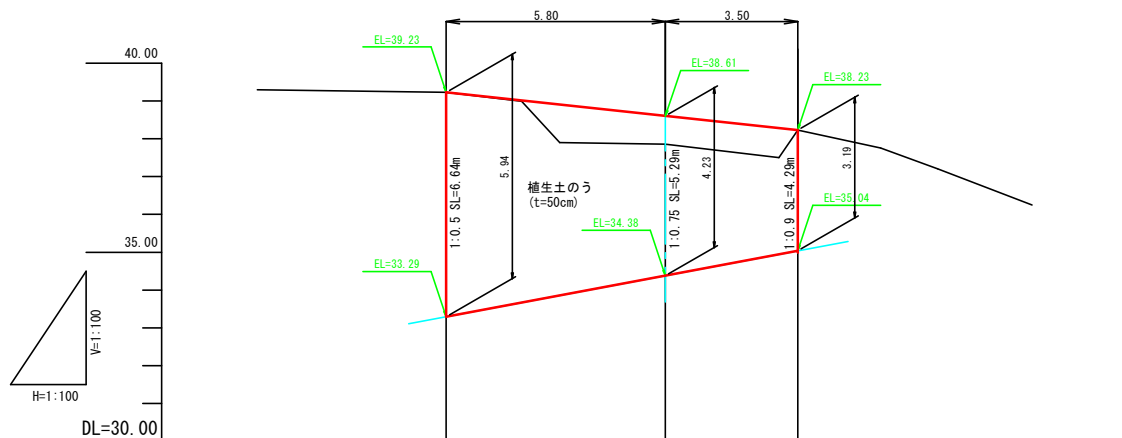 5.80
3.50
EL=39.23
EL=38.61
EL=38.23
40.00
5.94
4.23
3.19
1:0.5 SL=6.64m
植生土のう
(t=50cm)
1:0.75 SL=5.29m
1:0.9 SL=4.29m
EL=35.04
EL=34.38
35.00
EL=33.29
V=1:100
H=1:100
DL=30.00